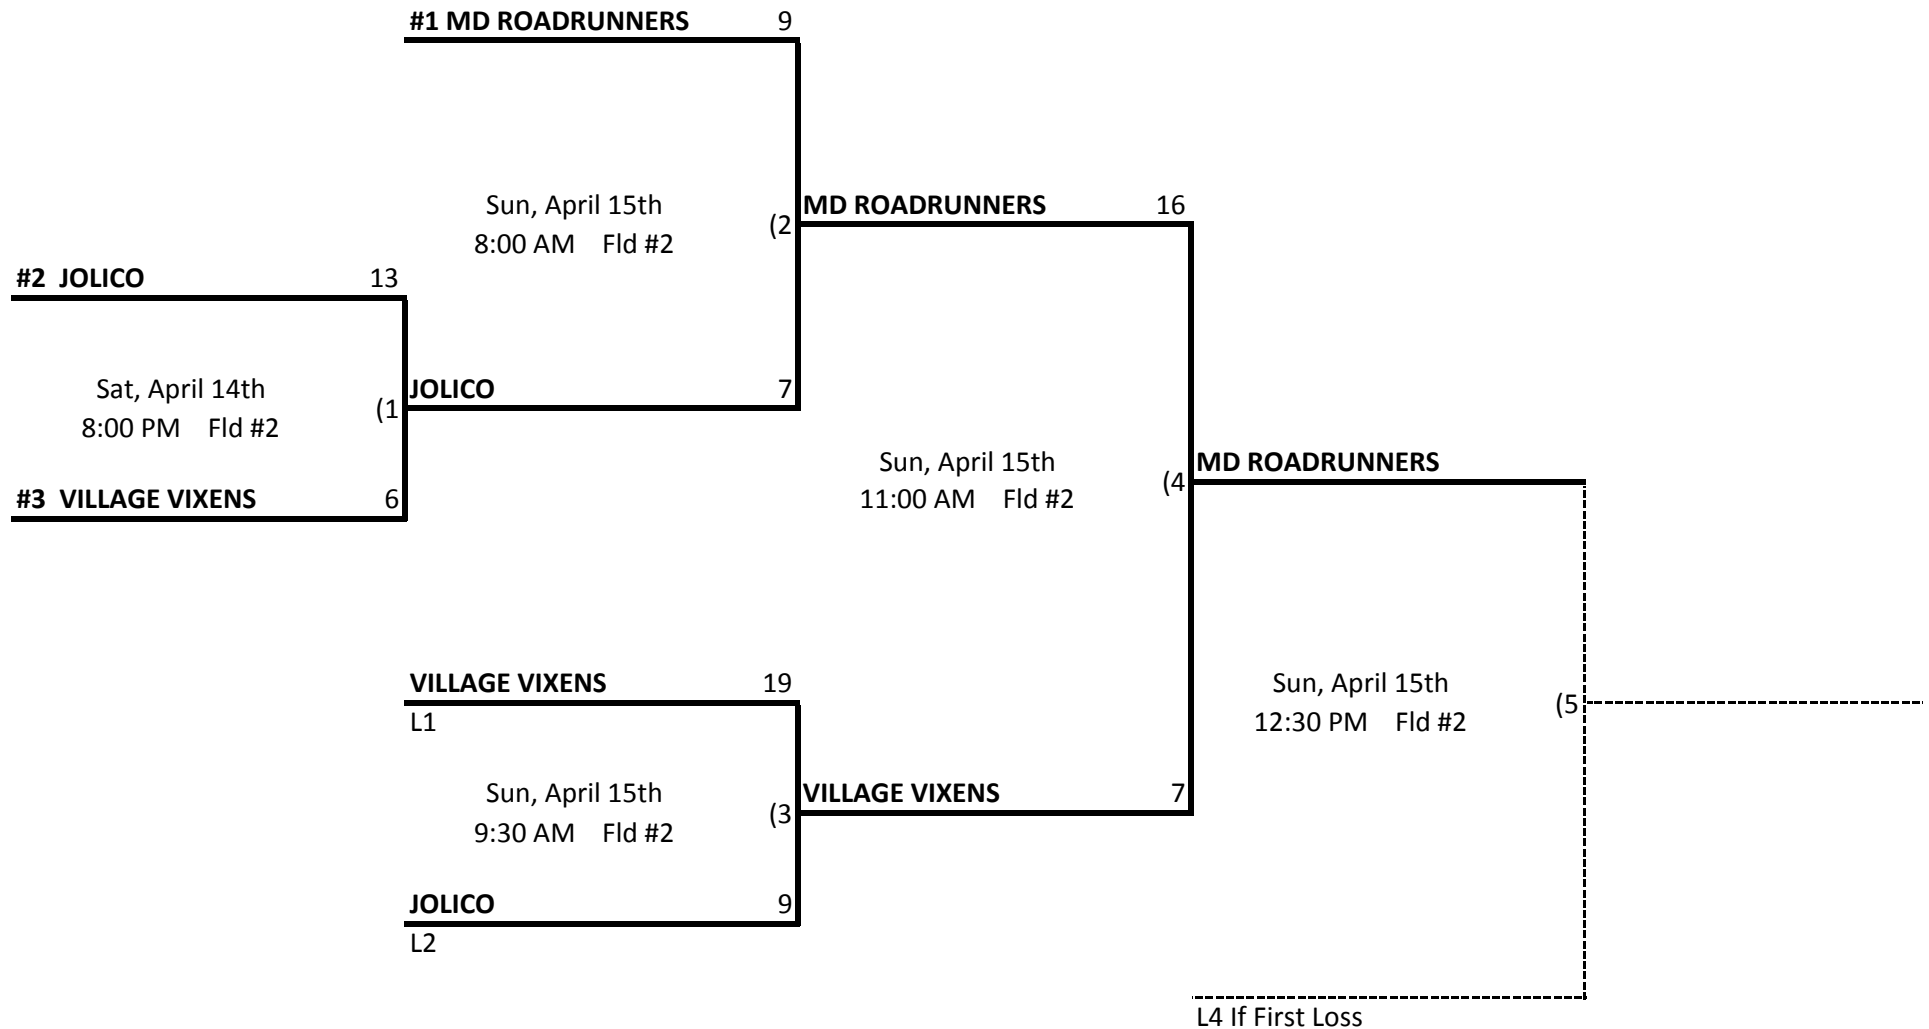 #1 MD ROADRUNNERS 9
Sun, April 15th
8:00 AM Fld #2
(2
MD ROADRUNNERS 16
#2 JOLICO 13
Sat, April 14th
8:00 PM Fld #2
(1
JOLICO 7
#3 VILLAGE VIXENS 6
Sun, April 15th
11:00 AM Fld #2
(4
MD ROADRUNNERS
VILLAGE VIXENS 19
L1
Sun, April 15th
9:30 AM Fld #2
(3
VILLAGE VIXENS 7
Sun, April 15th
12:30 PM Fld #2
(5
JOLICO 9
L2
L4 If First Loss